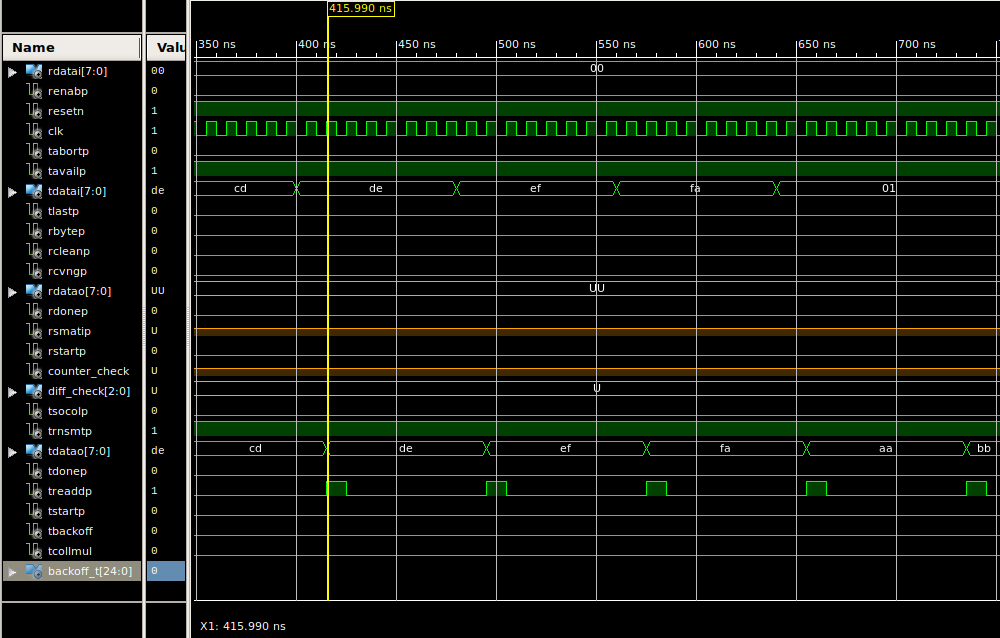 415.990 ns
Name Valu
350 ns 400 ns 450 ns 500 ns 550 ns 600 ns 650 ns 700 ns
rdatai[7:0] 00 00
renabp 0
resetn 1
clk 1
tabortp 0
tavailp 1
tdatai[7:0] de cd de ef fa 01
tlastp 0
rbytep 0
rcleanp 0
rcvngp 0
rdatao[7:0] UU UU
rdonep 0
rsmatip U
rstartp 0
counter_check U
diff_check[2:0] U U
tsocolp 0
trnsmtp 1
tdatao[7:0] de cd de ef fa aa bb
tdonep 0
treaddp 1
tstartp 0
tbackoff 0
tcollmul 0
backoff_t[24:0] 0
X1: 415.990 ns